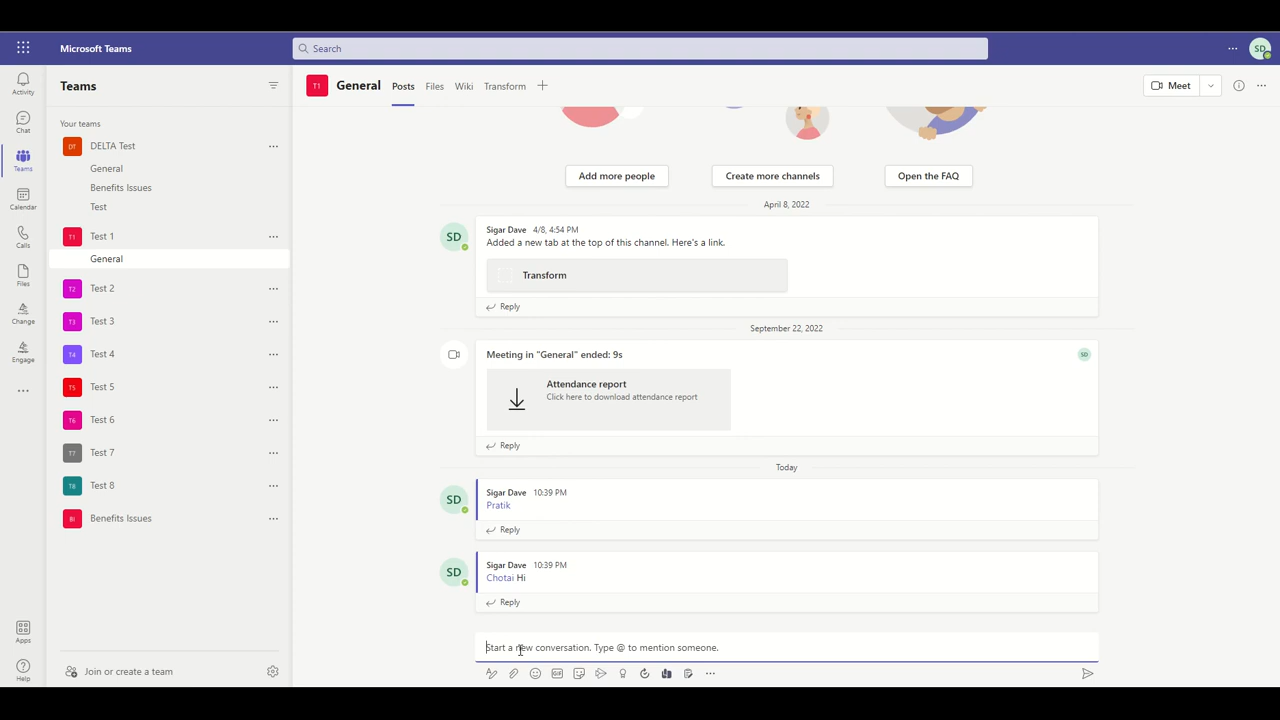 Microsoft Teams
Search
SD
Activity
Chat
Teams
Calendar
Calls
Files
Change
Engage
Apps
Help
Teams
Your teams
DT DELTA Test
General
Benefits Issues
Test
T1 Test 1
General
T2 Test 2
T3 Test 3
T4 Test 4
T5 Test 5
T6 Test 6
T7 Test 7
T8 Test 8
BI Benefits Issues
Join or create a team
T1 General Posts Files Wiki Transform
Meet
Add more people Create more channels Open the FAQ
April 8, 2022
SD
Sigar Dave 4/8, 4:54 PM
Added a new tab at the top of this channel. Here's a link.
Transform
Reply
September 22, 2022
Meeting in "General" ended: 9s
SD
Attendance report
Click here to download attendance report
Reply
Today
SD
Sigar Dave 10:39 PM
Pratik
Reply
SD
Sigar Dave 10:39 PM
Chotai Hi
Reply
Start a new conversation. Type @ to mention someone.
GIF